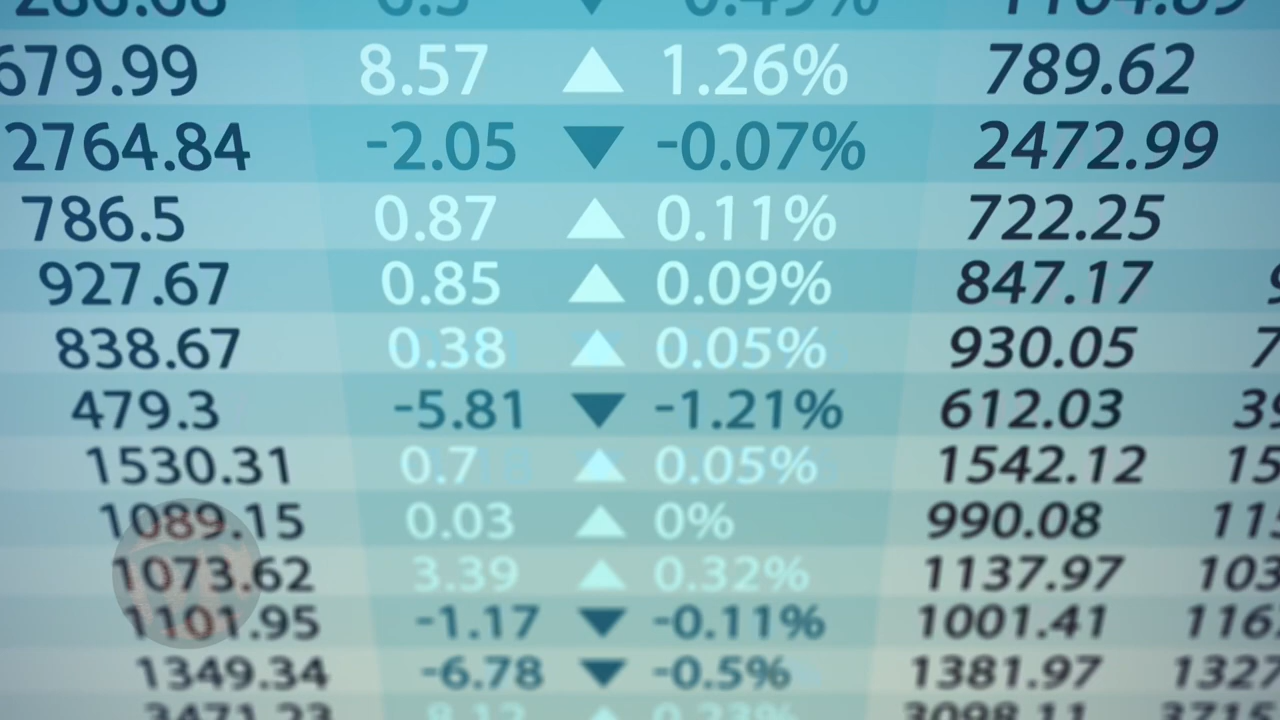 679.99 8.57 ▲ 1.26% 789.62
2764.84 -2.05 ▼ -0.07% 2472.99
786.5 0.87 ▲ 0.11% 722.25
927.67 0.85 ▲ 0.09% 847.17
838.67 0.38 ▲ 0.05% 930.05
479.3 -5.81 ▼ -1.21% 612.03
1530.31 0.7 ▲ 0.05% 1542.12
1089.15 0.03 ▲ 0% 990.08
1073.62 3.39 ▲ 0.32% 1137.97
1101.95 -1.17 ▼ -0.11% 1001.41
1349.34 -6.78 ▼ -0.5% 1381.97